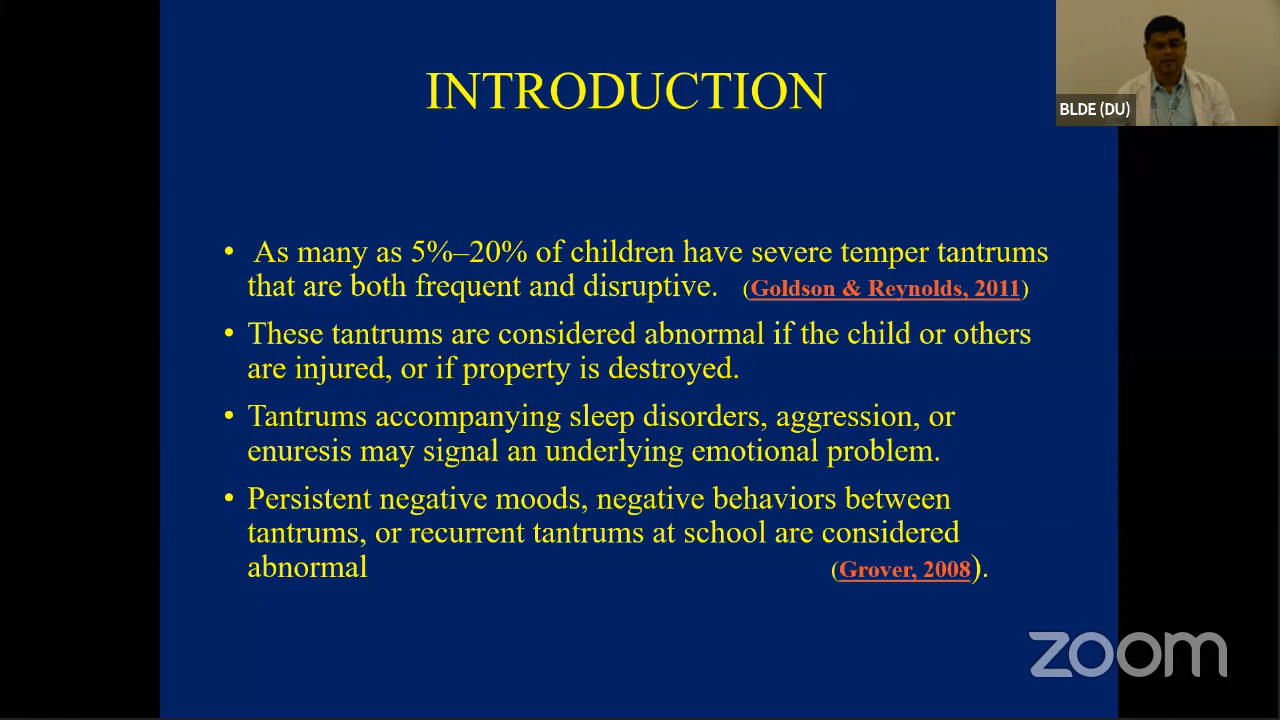 INTRODUCTION
BLDE (DU)
• As many as 5%–20% of children have severe temper tantrums
that are both frequent and disruptive. (Goldson & Reynolds, 2011)
• These tantrums are considered abnormal if the child or others
are injured, or if property is destroyed.
• Tantrums accompanying sleep disorders, aggression, or
enuresis may signal an underlying emotional problem.
• Persistent negative moods, negative behaviors between
tantrums, or recurrent tantrums at school are considered
abnormal (Grover, 2008).
zoom